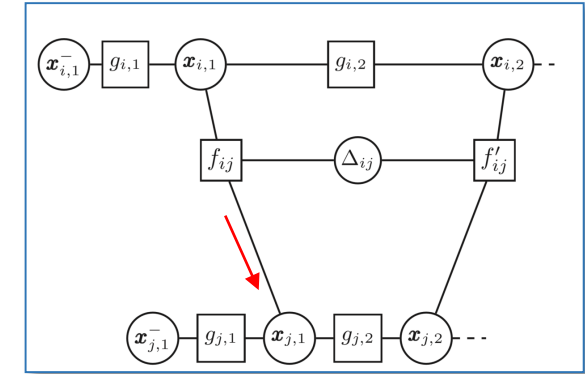 x⁻ᵢ,₁ gᵢ,₁ xᵢ,₁ gᵢ,₂ xᵢ,₂
fᵢⱼ Δᵢⱼ f′ᵢⱼ
x⁻ⱼ,₁ gⱼ,₁ xⱼ,₁ gⱼ,₂ xⱼ,₂